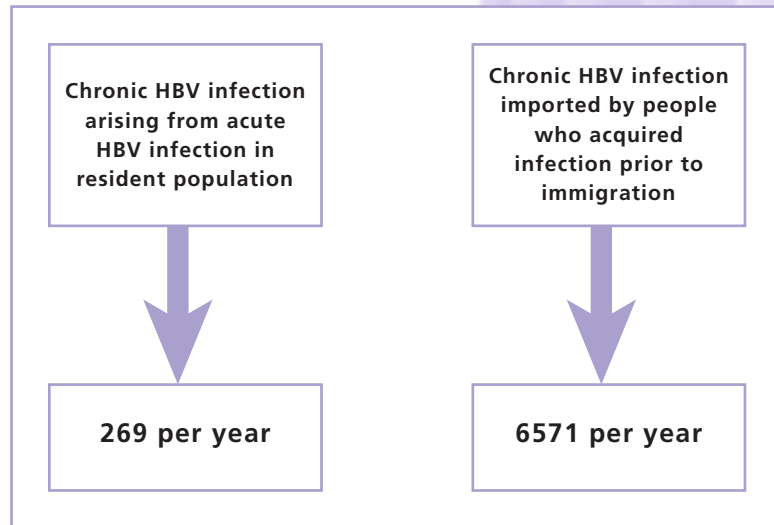 Chronic HBV infection
arising from acute
HBV infection in
resident population
Chronic HBV infection
imported by people
who acquired
infection prior to
immigration
269 per year
6571 per year